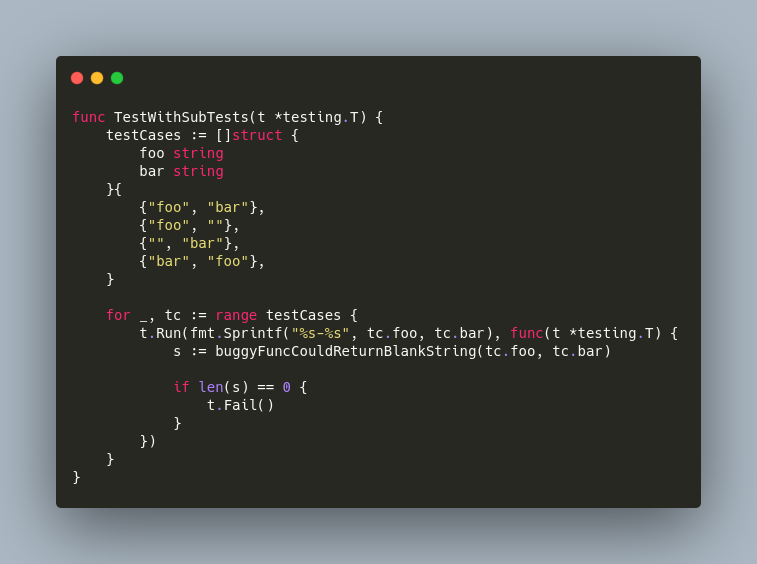 func TestWithSubTests(t *testing.T) {
    testCases := []struct {
        foo string
        bar string
    }{
        {"foo", "bar"},
        {"foo", ""},
        {"", "bar"},
        {"bar", "foo"},
    }

    for _, tc := range testCases {
        t.Run(fmt.Sprintf("%s-%s", tc.foo, tc.bar), func(t *testing.T) {
            s := buggyFuncCouldReturnBlankString(tc.foo, tc.bar)

            if len(s) == 0 {
                t.Fail()
            }
        })
    }
}